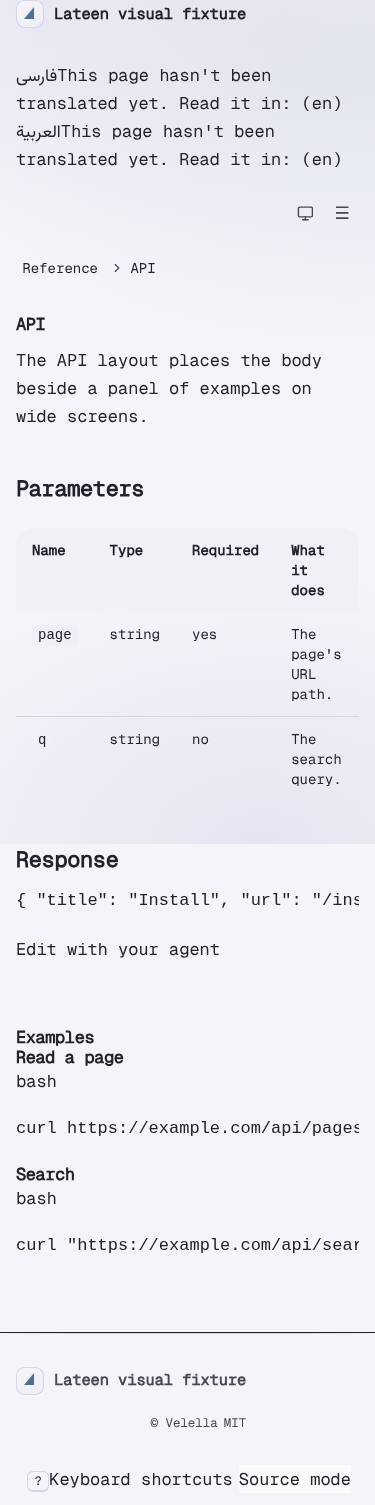 Lateen visual fixture
فارسیThis page hasn't been
translated yet. Read it in: (en)
العربيةThis page hasn't been
translated yet. Read it in: (en)
Reference > API
API
The API layout places the body
beside a panel of examples on
wide screens.
Parameters
Name Type Required What it does
page string yes The page's URL path.
q string no The search query.
Response
{ "title": "Install", "url": "/ins
Edit with your agent
Examples
Read a page
bash
curl https://example.com/api/pages
Search
bash
curl "https://example.com/api/sear
Lateen visual fixture
© Velella MIT
? Keyboard shortcuts Source mode